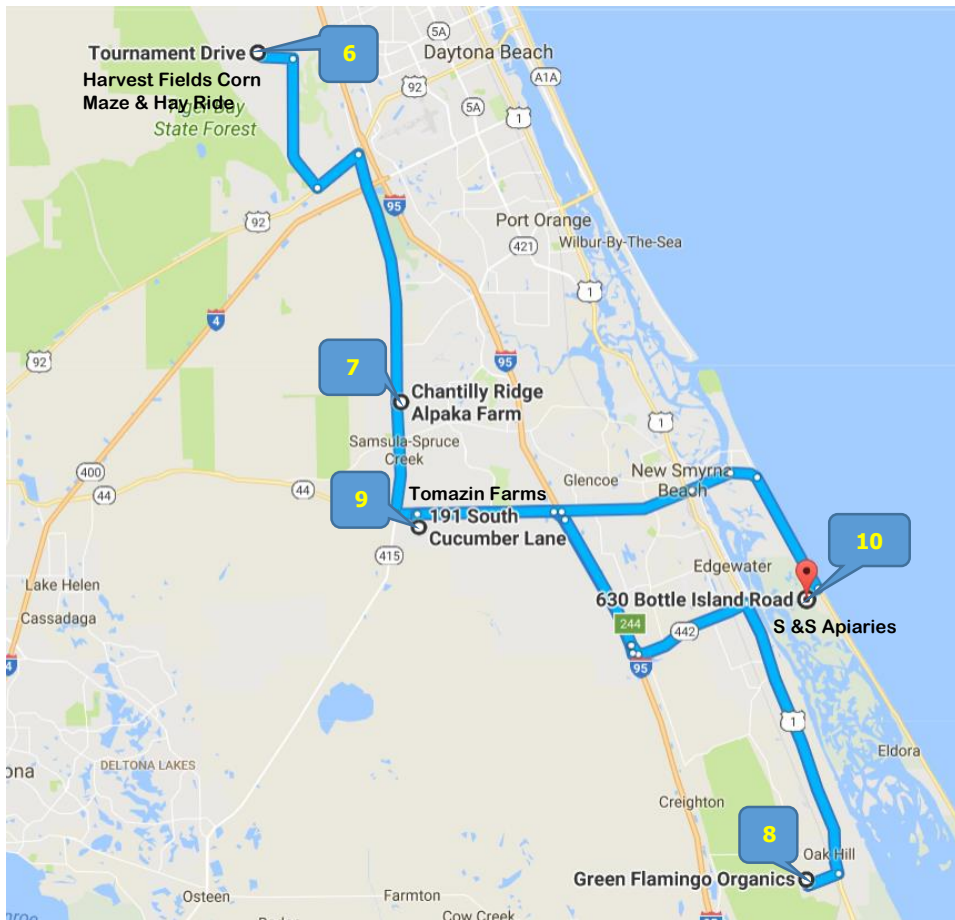 5A
Daytona Beach
Tournament Drive
6
Harvest Fields Corn
Maze & Hay Ride
Tiger Bay
State Forest
92
A1A
5A
1
95
Port Orange
92
421
Wilbur-By-The-Sea
4
1
92
7
95
Chantilly Ridge
Alpaka Farm
1
Samsula-Spruce
Creek
400
44
44
Glencoe
New Smyrna
Beach
9
Tomazin Farms
191 South
Cucumber Lane
415
10
Edgewater
Lake Helen
Cassadaga
630 Bottle Island Road
S &S Apiaries
244
442
4
95
1
Eldora
DELTONA LAKES
ona
Creighton
8
Oak Hill
Green Flamingo Organics
Osteen
Farmton
Cow Creek